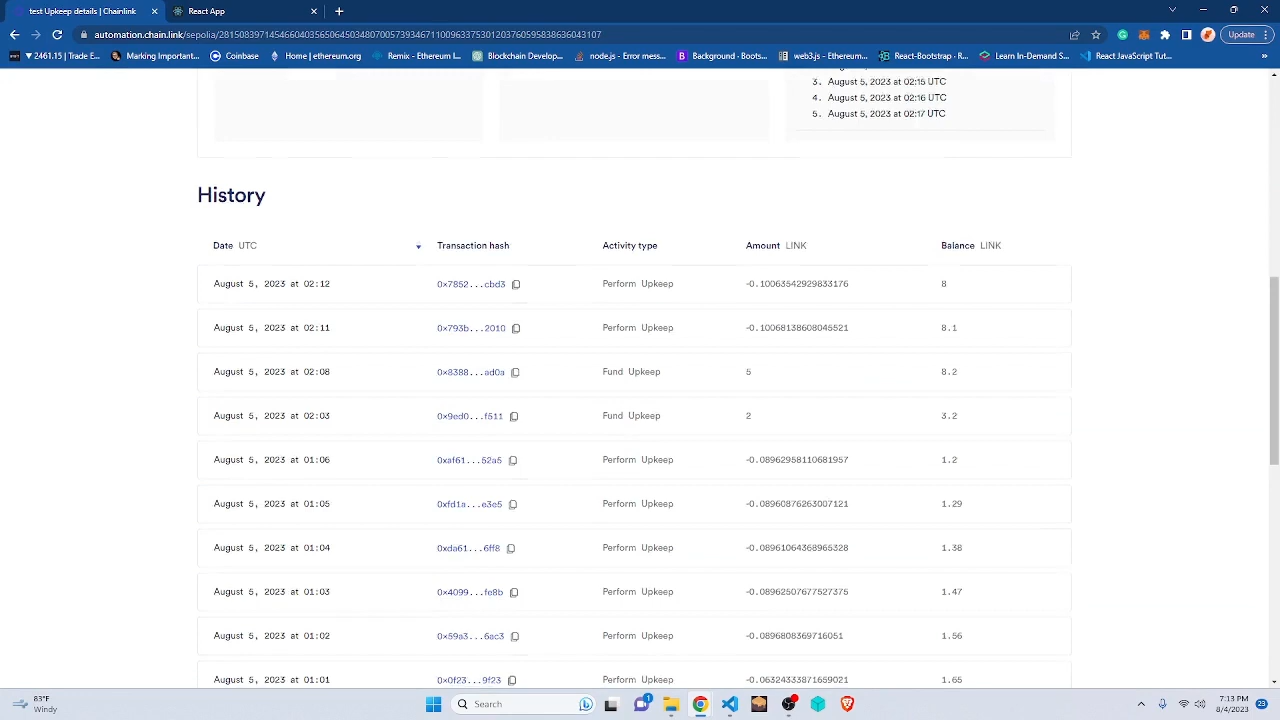 test Upkeep details | Chainlink
React App
automation.chain.link/sepolia/28150839714546604035650645034807005739346711009633753012037605958386360431​07
Update
2461.15 | Trade E...
Making Important...
Coinbase
Home | ethereum.org
Remix - Ethereum I...
Blockchain Develop...
node.js - Error mess...
Background · Boots...
web3js - Ethereum...
React-Bootstrap · R...
Learn In-Demand S...
React JavaScript Tut...
»
3. August 5, 2023 at 02:15 UTC
4. August 5, 2023 at 02:16 UTC
5. August 5, 2023 at 02:17 UTC
History
Date UTC Transaction hash Activity type Amount LINK Balance LINK
August 5, 2023 at 02:12 0x7852...cbd3 Perform Upkeep -0.10063542929833176 8
August 5, 2023 at 02:11 0x793b...2010 Perform Upkeep -0.10068138608045521 8.1
August 5, 2023 at 02:08 0x8388...ad0a Fund Upkeep 5 8.2
August 5, 2023 at 02:03 0x9ed0...f511 Fund Upkeep 2 3.2
August 5, 2023 at 01:06 0xaf61...52a5 Perform Upkeep -0.08962958110681957 1.2
August 5, 2023 at 01:05 0xfd1a...e3e5 Perform Upkeep -0.08960876263007121 1.29
August 5, 2023 at 01:04 0xda61...6ff8 Perform Upkeep -0.08961064368965328 1.38
August 5, 2023 at 01:03 0x4099...fe8b Perform Upkeep -0.08962507677527375 1.47
August 5, 2023 at 01:02 0x59a3...6ac3 Perform Upkeep -0.0896808369716051 1.56
August 5, 2023 at 01:01 0x0f23...9f23 Perform Upkeep -0.06324333871659021 1.65
83°F
Windy
Search
1
7:13 PM
8/4/2023
23